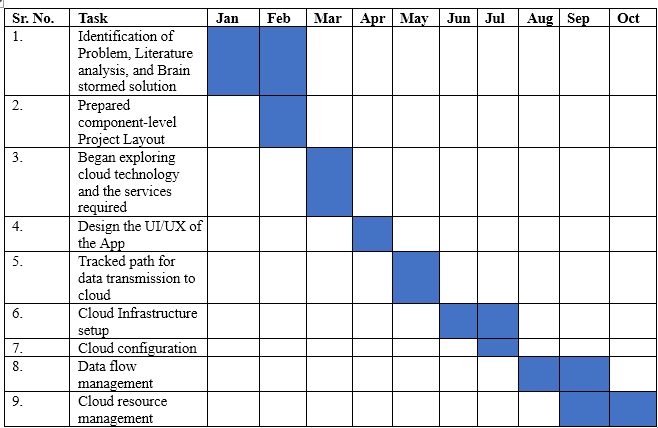 Sr. No. Task Jan Feb Mar Apr May Jun Jul Aug Sep Oct
1. Identification of
Problem, Literature
analysis, and Brain
stormed solution
2. Prepared
component-level
Project Layout
3. Began exploring
cloud technology
and the services
required
4. Design the UI/UX of
the App
5. Tracked path for
data transmission to
cloud
6. Cloud Infrastructure
setup
7. Cloud configuration
8. Data flow
management
9. Cloud resource
management